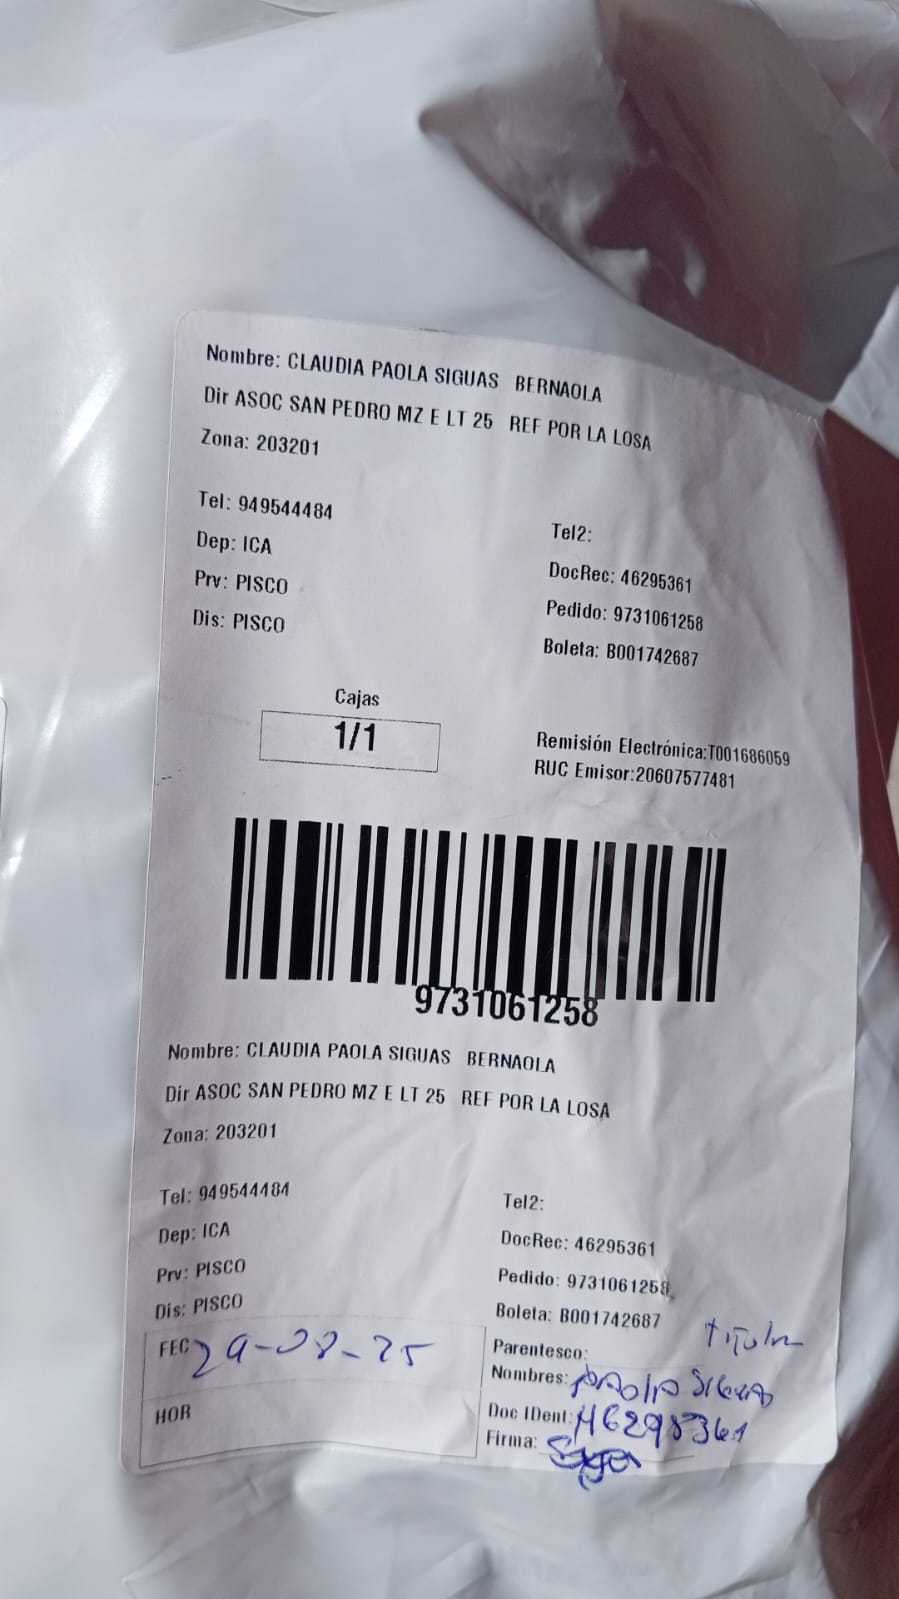 Nombre: CLAUDIA PAOLA SIGUAS BERNAOLA
Dir ASOC SAN PEDRO MZ E LT 25 REF POR LA LOSA
Zona: 203201
Tel: 949544484
Tel2:
Dep: ICA
DocRec: 46295361
Prv: PISCO
Pedido: 9731061258
Dis: PISCO
Boleta: B001742687
Cajas
1/1
Remisión Electrónica:T001686059
RUC Emisor:20607577481
9731061258
Nombre: CLAUDIA PAOLA SIGUAS BERNAOLA
Dir ASOC SAN PEDRO MZ E LT 25 REF POR LA LOSA
Zona: 203201
Tel: 949544484
Tel2:
Dep: ICA
DocRec: 46295361
Prv: PISCO
Pedido: 9731061258
Dis: PISCO
Boleta: B001742687
FEC 29-08-25
Parentesco: titular
Nombres: paola siguas
HOR
Doc IDent: 46295361
Firma: